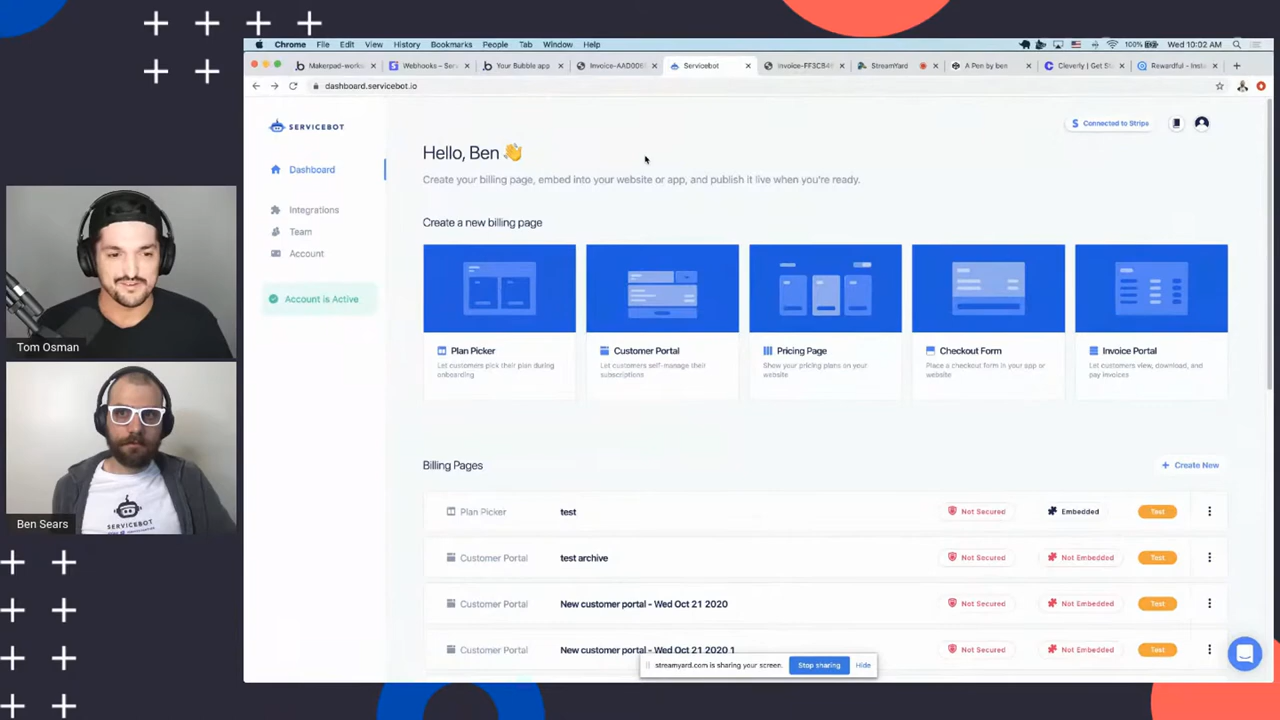 Chrome File Edit View History Bookmarks People Tab Window Help
100% Wed 10:02 AM
Makerpad-works
Webhooks – Serv
Your Bubble app
Invoice-AAD006
Servicebot
Invoice-FF3CB4
StreamYard
A Pen by ben
Cleverly | Get St
Rewardful - Insta
dashboard.servicebot.io
SERVICEBOT
Dashboard
Integrations
Team
Account
Account is Active
Connected to Stripe
Hello, Ben 👋
Create your billing page, embed into your website or app, and publish it live when you're ready.
Create a new billing page
Plan Picker
Let customers pick their plan during
onboarding
Customer Portal
Let customers self-manage their
subscriptions
Pricing Page
Show your pricing plans on your
website
Checkout Form
Place a checkout form in your app or
website
Invoice Portal
Let customers view, download, and
pay invoices
Billing Pages
+ Create New
Plan Picker test Not Secured Embedded Test
Customer Portal test archive Not Secured Not Embedded Test
Customer Portal New customer portal - Wed Oct 21 2020 Not Secured Not Embedded Test
Customer Portal New customer portal - Wed Oct 21 2020 1 Not Secured Not Embedded Test
streamyard.com is sharing your screen. Stop sharing Hide
Tom Osman
SERVICEBOT
Ben Sears